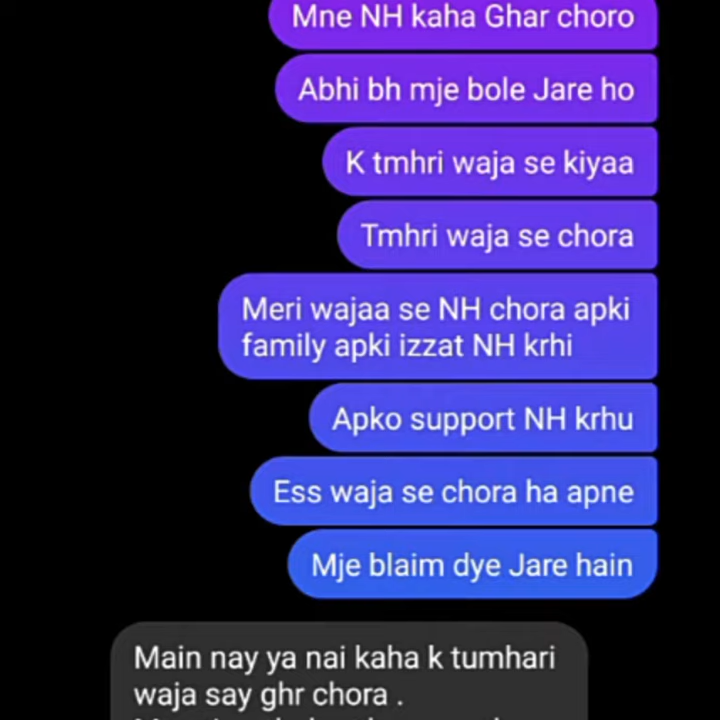 Mne NH kaha Ghar choro
Abhi bh mje bole Jare ho
K tmhri waja se kiyaa
Tmhri waja se chora
Meri wajaa se NH chora apki
family apki izzat NH krhi
Apko support NH krhu
Ess waja se chora ha apne
Mje blaim dye Jare hain
Main nay ya nai kaha k tumhari
waja say ghr chora .